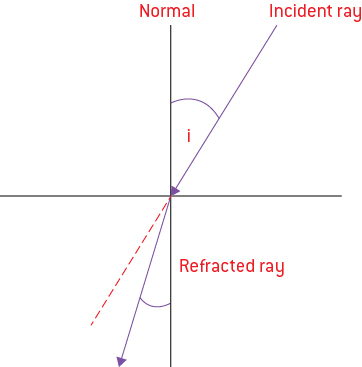 Normal
Incident ray
i
Refracted ray